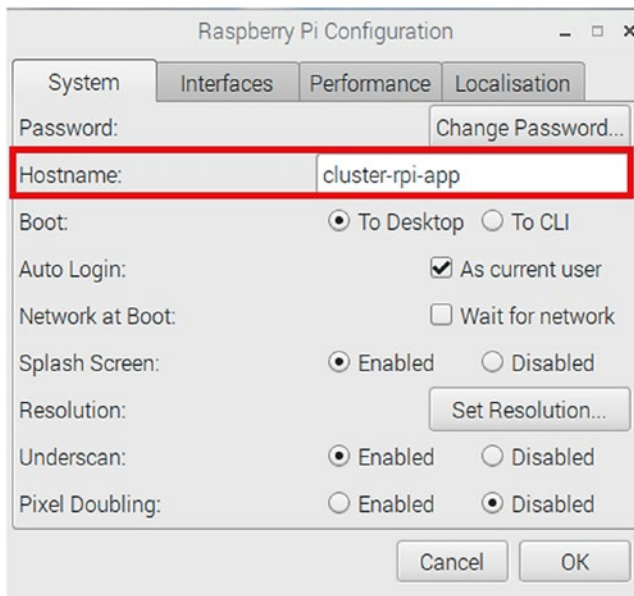 Raspberry Pi Configuration
System Interfaces Performance Localisation
Password: Change Password...
Hostname: cluster-rpi-app
Boot: To Desktop To CLI
Auto Login: As current user
Network at Boot: Wait for network
Splash Screen: Enabled Disabled
Resolution: Set Resolution...
Underscan: Enabled Disabled
Pixel Doubling: Enabled Disabled
Cancel OK